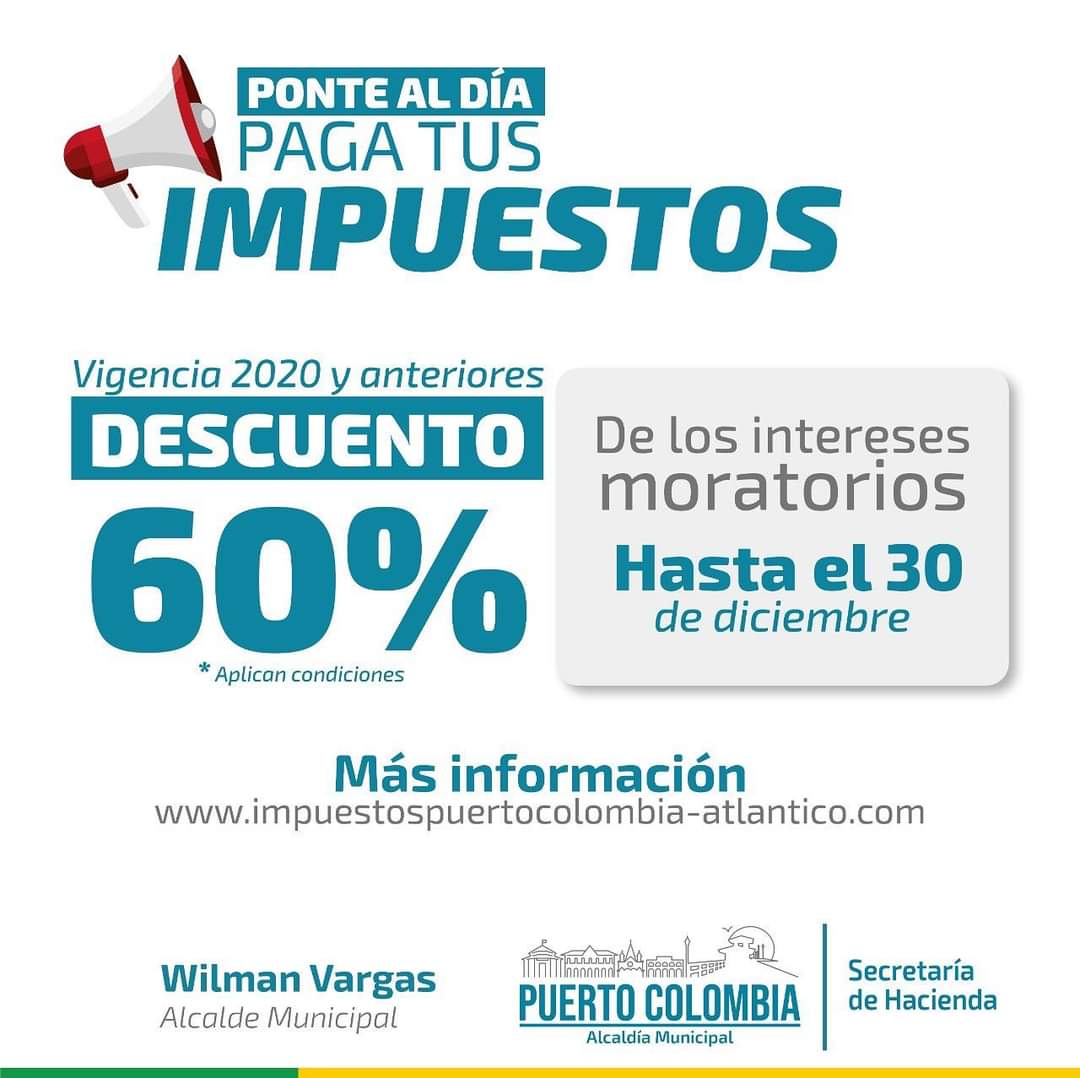 PONTE AL DÍA
PAGA TUS
IMPUESTOS
Vigencia 2020 y anteriores
DESCUENTO
60%
* Aplican condiciones
De los intereses
moratorios
Hasta el 30
de diciembre
Más información
www.impuestospuertocolombia-atlantico.com
Wilman Vargas
Alcalde Municipal
PUERTO COLOMBIA
Alcaldía Municipal
Secretaría
de Hacienda